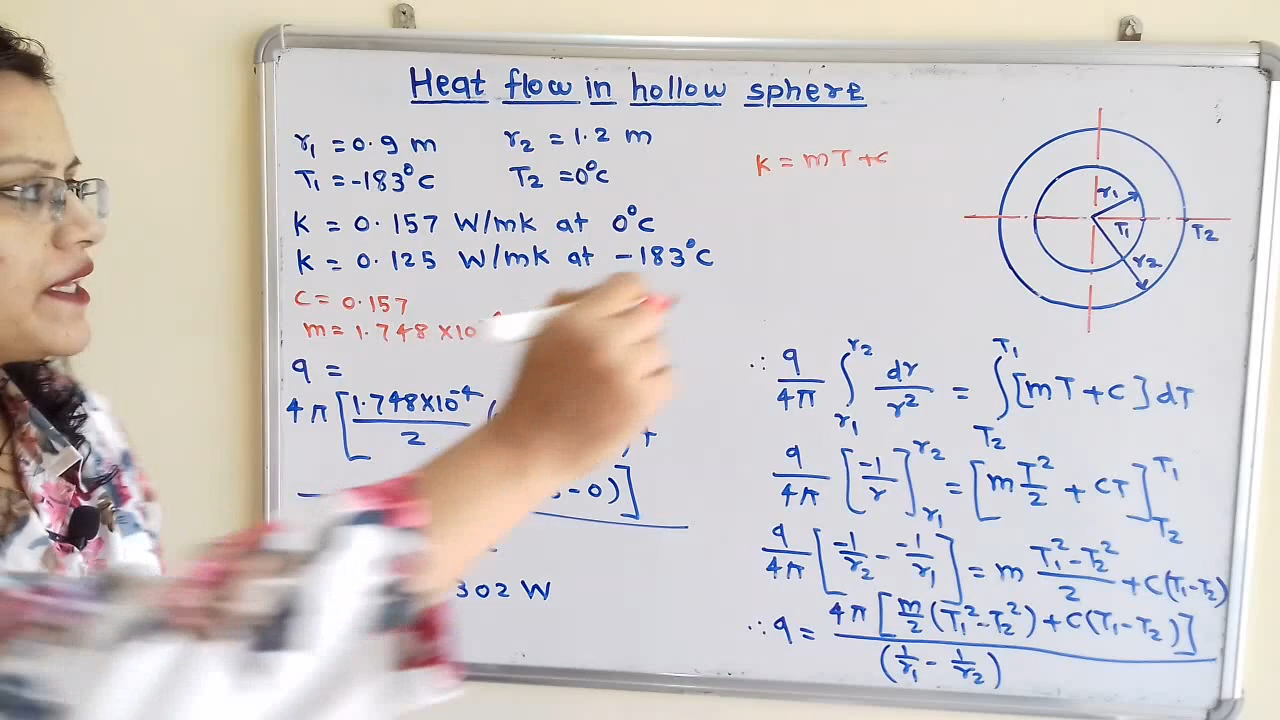 Heat flow in hollow sphere
r₁ = 0.9 m r₂ = 1.2 m
T₁ = -183°C T₂ = 0°C
K = 0.157 W/mk at 0°C
K = 0.125 W/mk at -183°C
C = 0.157
m = 1.748 ×10
q =
4π [ 1.748×10⁻⁴ / 2 ( ) +
-0)]
302 W
K = mT + C
r₁
T₁
T₂
r₂
∴ q/4π ∫_{r₁}^{r₂} dr/r² = ∫_{T₂}^{T₁} [mT + C] dT
q/4π [-1/r]_{r₁}^{r₂} = [m T²/2 + CT]_{T₂}^{T₁}
q/4π [-1/r₂ - -1/r₁] = m (T₁² - T₂²)/2 + C(T₁-T₂)
∴ q = 4π [m/2 (T₁²-T₂²) + C(T₁-T₂)] / (1/r₁ - 1/r₂)